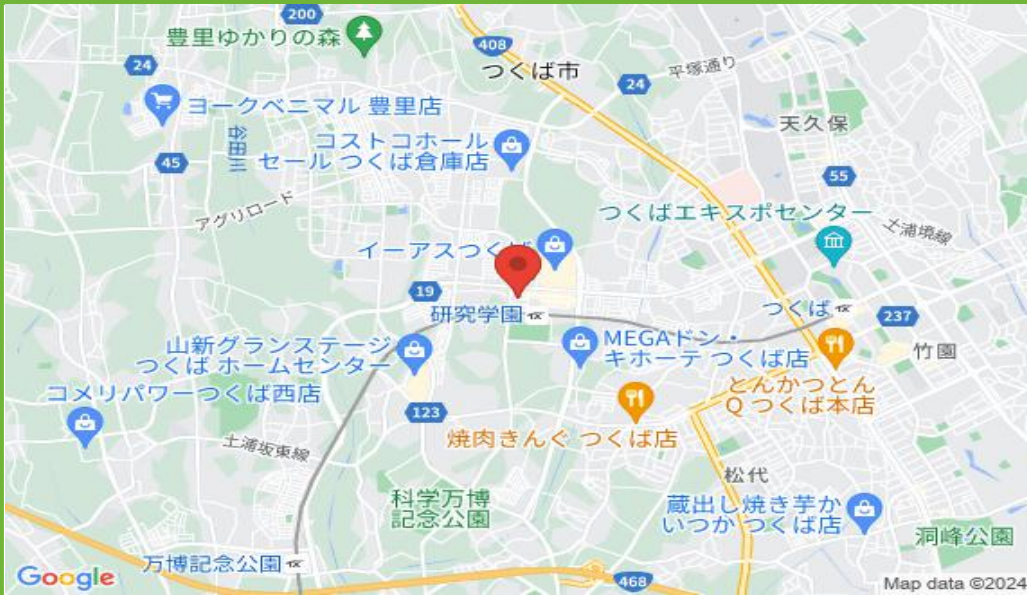 200
豊里ゆかりの森
408
24
つくば市
平塚通り
24
ヨークベニマル 豊里店
天久保
谷田川
コストコホール
セール つくば倉庫店
45
55
アグリロード
つくばエキスポセンター
土浦境線
イーアスつくば
19
研究学園
つくば
237
MEGAドン・
キホーテ つくば店
竹園
山新グランステージ
つくば ホームセンター
コメリパワーつくば西店
とんかつとん
Q つくば本店
123
焼肉きんぐ つくば店
土浦坂東線
松代
科学万博
記念公園
蔵出し焼き芋か
いつか つくば店
洞峰公園
万博記念公園
468
Google
Map data ©2024